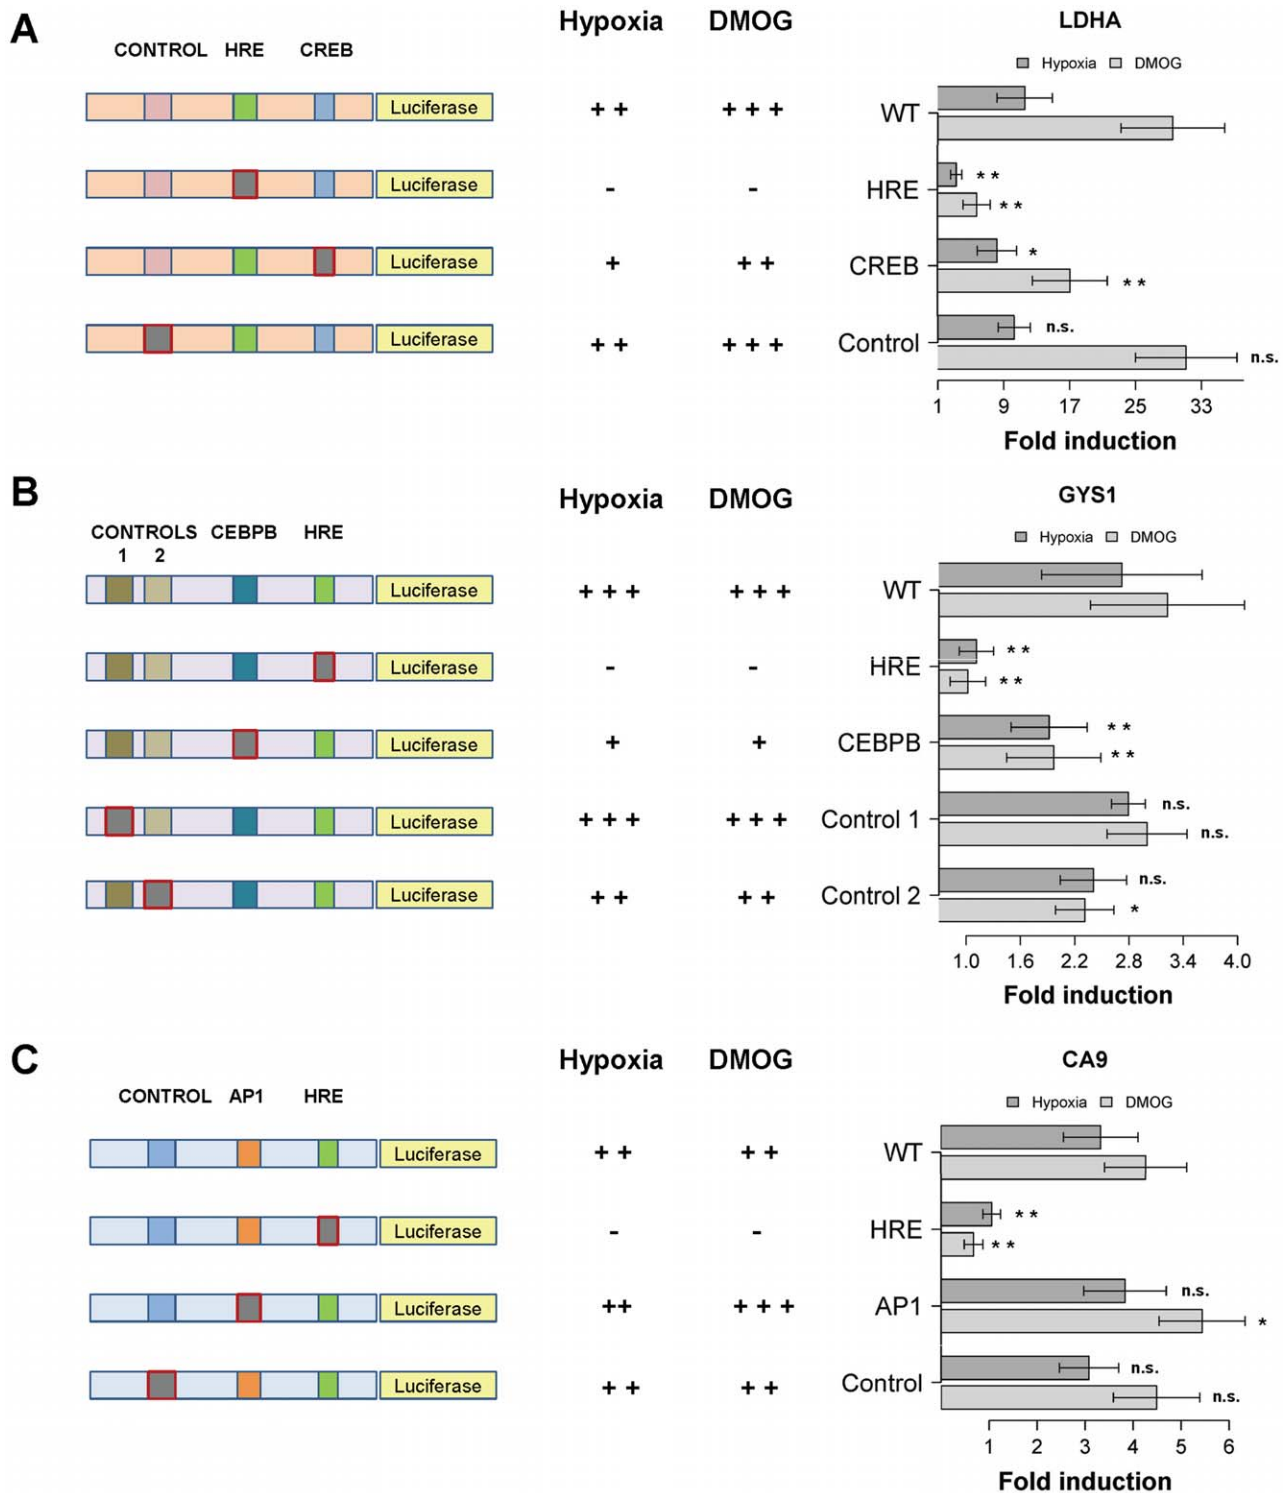 A
Hypoxia DMOG LDHA
CONTROL HRE CREB
Hypoxia DMOG
Luciferase + + + + + WT
Luciferase - - HRE * *
* *
Luciferase + + + CREB *
* *
Luciferase + + + + + Control n.s.
n.s.
1 9 17 25 33
Fold induction
B
Hypoxia DMOG GYS1
CONTROLS CEBPB HRE
1 2
Hypoxia DMOG
Luciferase + + + + + + WT
Luciferase - - HRE * *
* *
Luciferase + + CEBPB * *
* *
Luciferase + + + + + + Control 1 n.s.
n.s.
Luciferase + + + + Control 2 n.s.
*
1.0 1.6 2.2 2.8 3.4 4.0
Fold induction
C
Hypoxia DMOG CA9
CONTROL AP1 HRE
Hypoxia DMOG
Luciferase + + + + WT
Luciferase - - HRE * *
* *
Luciferase ++ + + + AP1 n.s.
*
Luciferase + + + + Control n.s.
n.s.
1 2 3 4 5 6
Fold induction